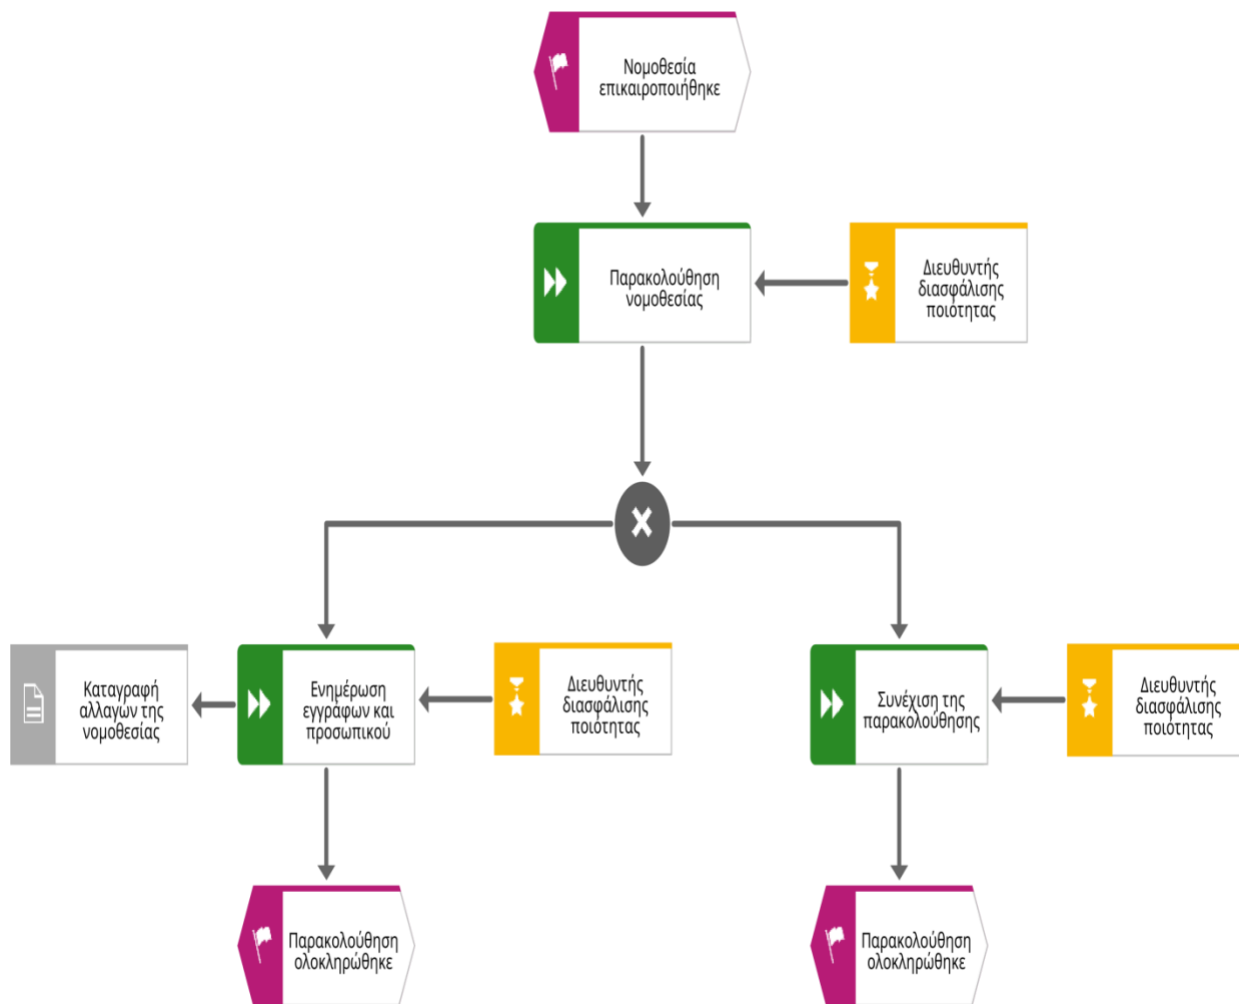 Νομοθεσία
επικαιροποιήθηκε
Παρακολούθηση
νομοθεσίας
Διευθυντής
διασφάλισης
ποιότητας
Καταγραφή
αλλαγών της
νομοθεσίας
Ενημέρωση
εγγράφων και
προσωπικού
Διευθυντής
διασφάλισης
ποιότητας
Συνέχιση της
παρακολούθησης
Διευθυντής
διασφάλισης
ποιότητας
Παρακολούθηση
ολοκληρώθηκε
Παρακολούθηση
ολοκληρώθηκε